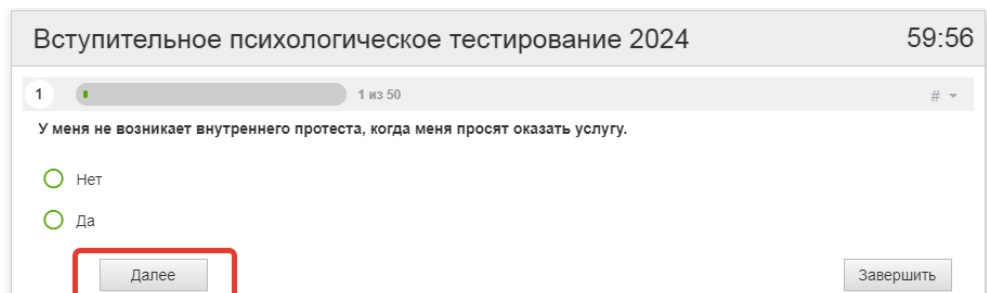 Вступительное психологическое тестирование 2024 59:56
1 1 из 50 #
У меня не возникает внутреннего протеста, когда меня просят оказать услугу.
Нет
Да
Далее Завершить